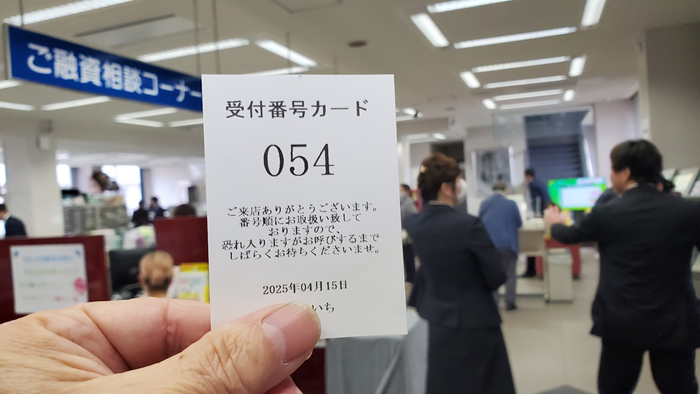 ご融資相談コーナー
受付番号カード
054
ご来店ありがとうございます。
番号順にお取扱い致して
おりますので、
恐れ入りますがお呼びするまで
しばらくお待ちくださいませ。
2025年04月15日
いち